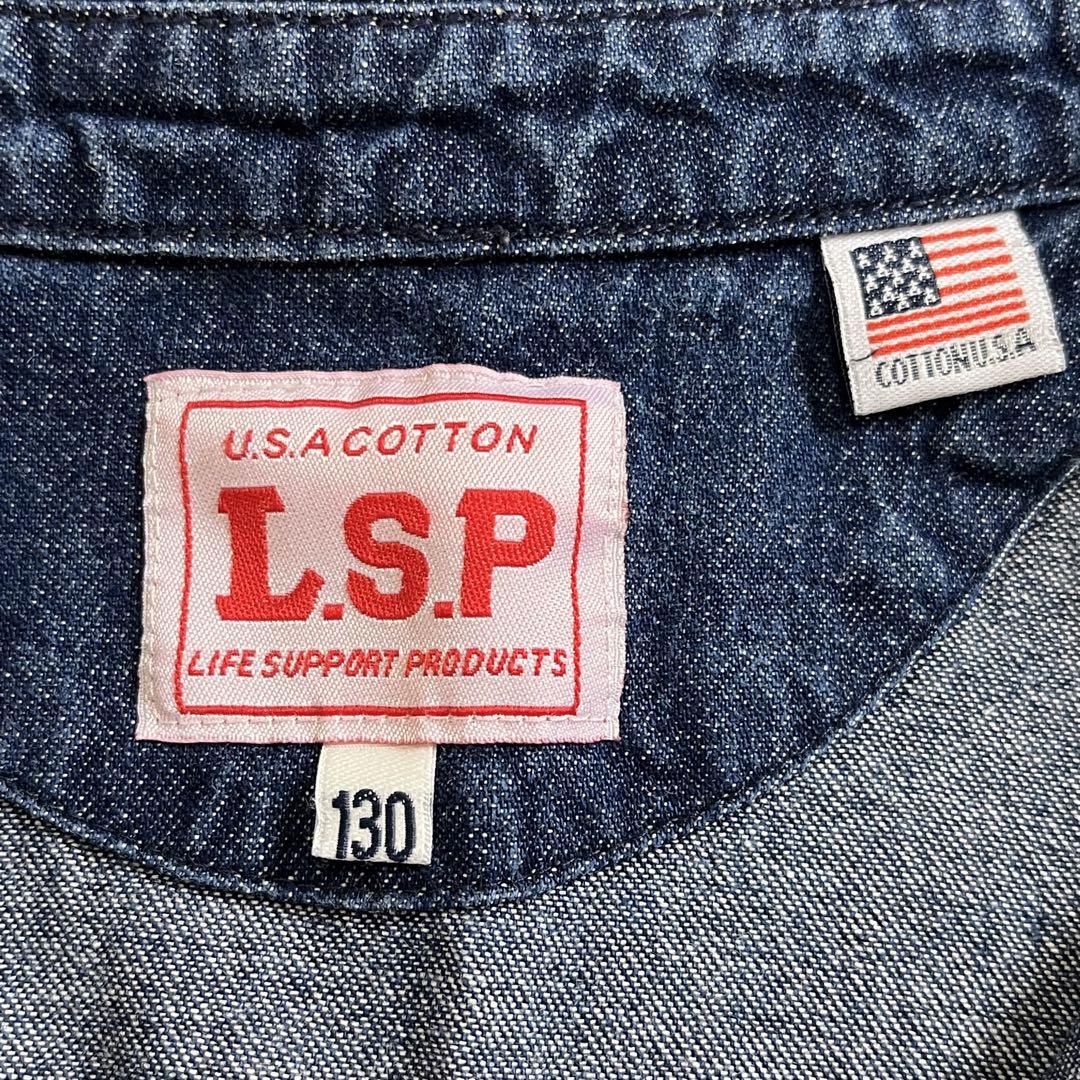 U.S.A COTTON
L.S.P
LIFE SUPPORT PRODUCTS
130
COTTON U.S.A